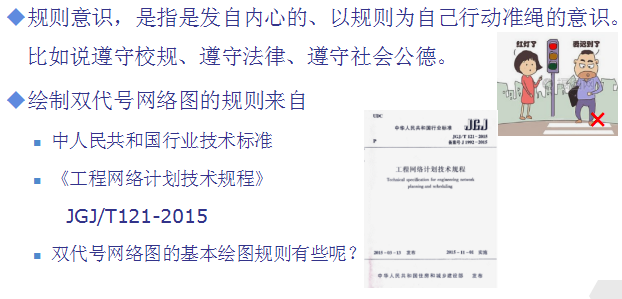 规则意识，是指是发自内心的、以规则为自己行动准绳的意识。
比如说遵守校规、遵守法律、遵守社会公德。
红灯了
要迟到了
绘制双代号网络图的规则来自
中人民共和国行业技术标准
《工程网络计划技术规程》
JGJ/T121-2015
双代号网络图的基本绘图规则有些呢？
UDC
中华人民共和国行业标准
JGJ
JGJ/T 121-2015
P
备案号 J 1992-2015
工程网络计划技术规程
Technical specification for engineering network
planning and scheduling
2015-03-13 发布
2015-11-01 实施
中华人民共和国住房和城乡建设部 发布